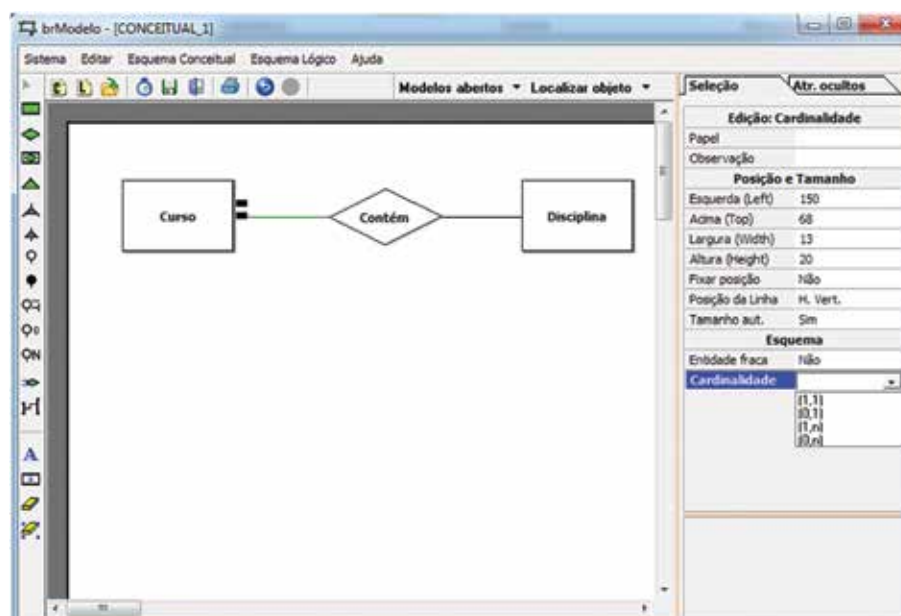 brModelo - [CONCEITUAL_1]
Sistema Editar Esquema Conceitual Esquema Lógico Ajuda
Modelos abertos Localizar objeto
Seleção Atr. ocultos
Edição: Cardinalidade
Papel
Observação
Posição e Tamanho
Esquerda (Left) 150
Acima (Top) 68
Largura (Width) 13
Altura (Height) 20
Fixar posição Não
Posição da Linha H. Vert.
Tamanho aut. Sim
Esquema
Entidade fraca Não
Cardinalidade
(1,1)
(0,1)
(1,n)
(0,n)
Curso
Contém
Disciplina
A